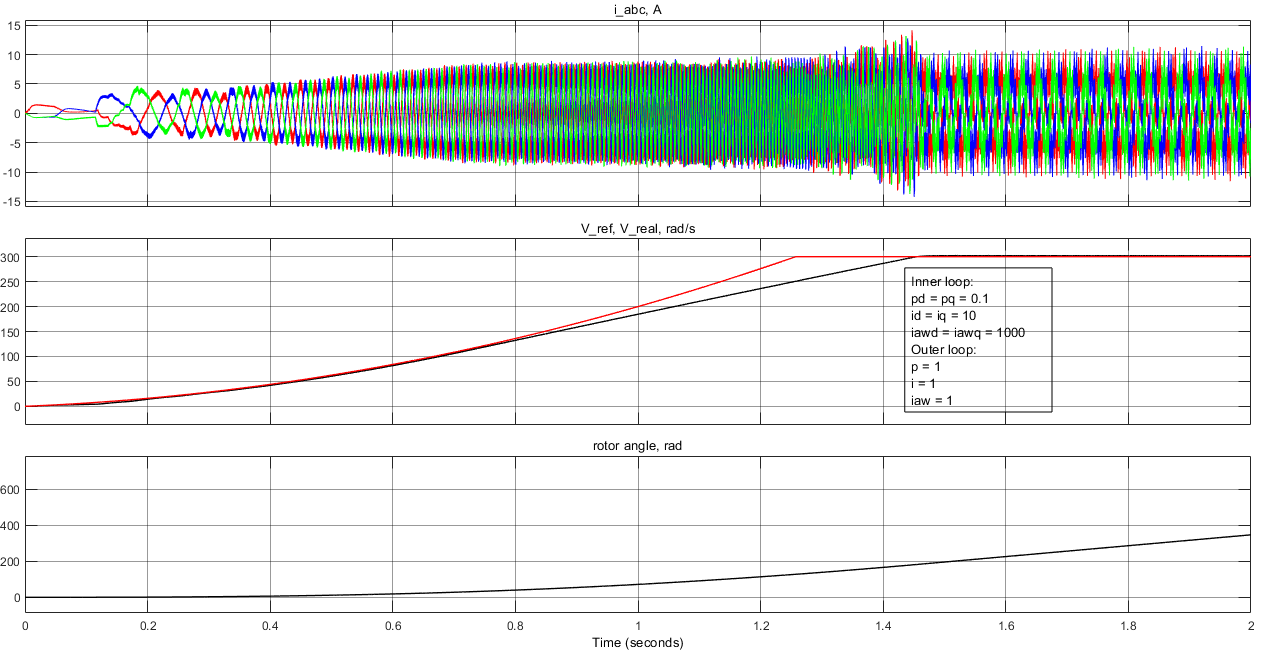 i_abc, A
15
10
5
0
-5
-10
-15
V_ref, V_real, rad/s
300
250
200
150
100
50
0
Inner loop:
pd = pq = 0.1
id = iq = 10
iawd = iawq = 1000
Outer loop:
p = 1
i = 1
iaw = 1
rotor angle, rad
600
400
200
0
0 0.2 0.4 0.6 0.8 1 1.2 1.4 1.6 1.8 2
Time (seconds)